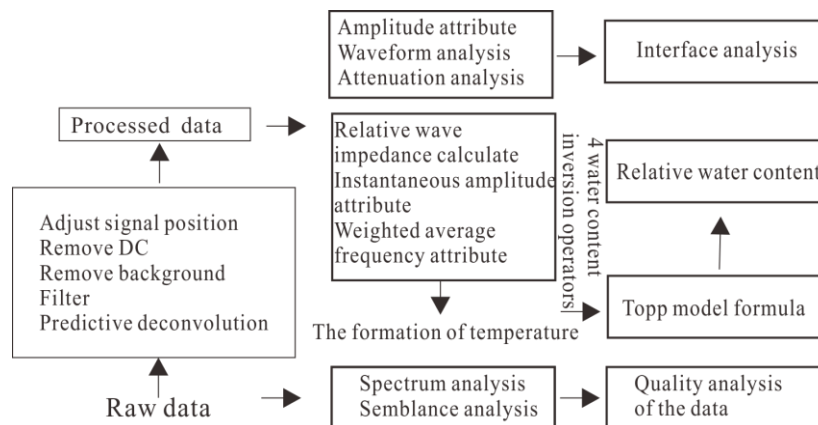 Amplitude attribute
Waveform analysis
Attenuation analysis
Interface analysis
Processed data
Relative wave
impedance calculate
Instantaneous amplitude
attribute
Weighted average
frequency attribute
4 water content
inversion operators
Relative water content
Adjust signal position
Remove DC
Remove background
Filter
Predictive deconvolution
The formation of temperature
Topp model formula
Raw data
Spectrum analysis
Semblance analysis
Quality analysis
of the data